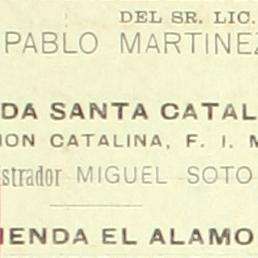 DEL SR. LIC.
PABLO MARTINEZ
DA SANTA CATAL
ION CATALINA, F. I. M
strador MIGUEL SOTO
IENDA EL ALAMO